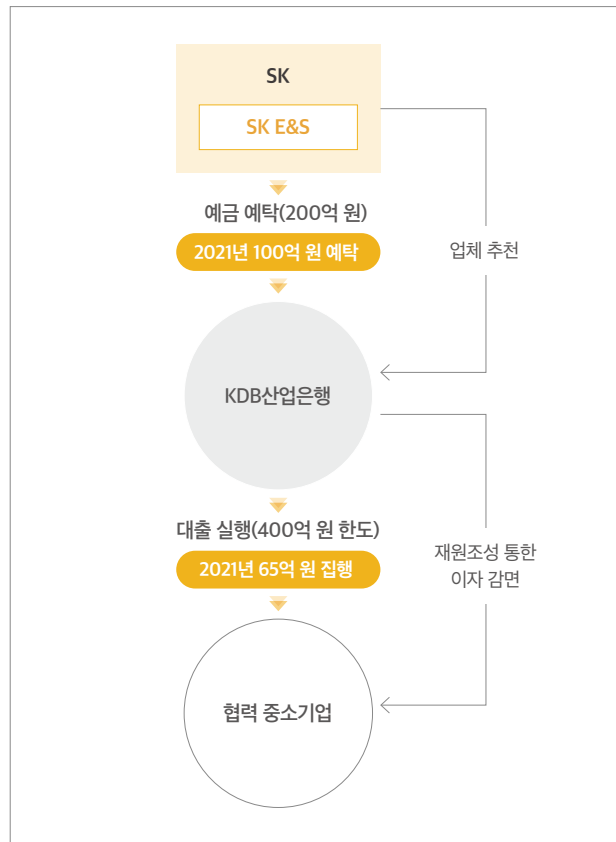 SK
SK E&S
예금 예탁(200억 원)
2021년 100억 원 예탁
업체 추천
KDB산업은행
대출 실행(400억 원 한도)
2021년 65억 원 집행
재원조성 통한
이자 감면
협력 중소기업